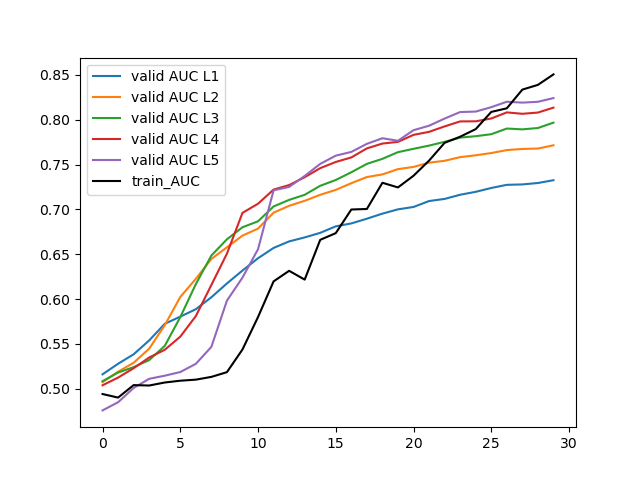 0.85
0.80
0.75
0.70
0.65
0.60
0.55
0.50
valid AUC L1
valid AUC L2
valid AUC L3
valid AUC L4
valid AUC L5
train_AUC
0 5 10 15 20 25 30